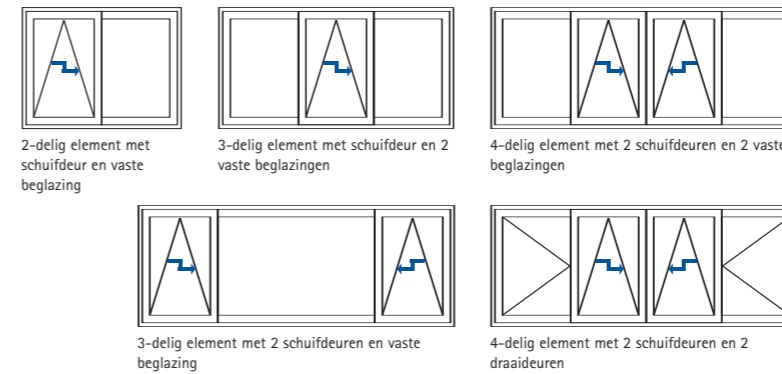 2-delig element met
schuifdeur en vaste
beglazing
3-delig element met schuifdeur en 2
vaste beglazingen
4-delig element met 2 schuifdeuren en 2 vaste
beglazingen
3-delig element met 2 schuifdeuren en vaste
beglazing
4-delig element met 2 schuifdeuren en 2
draaideuren